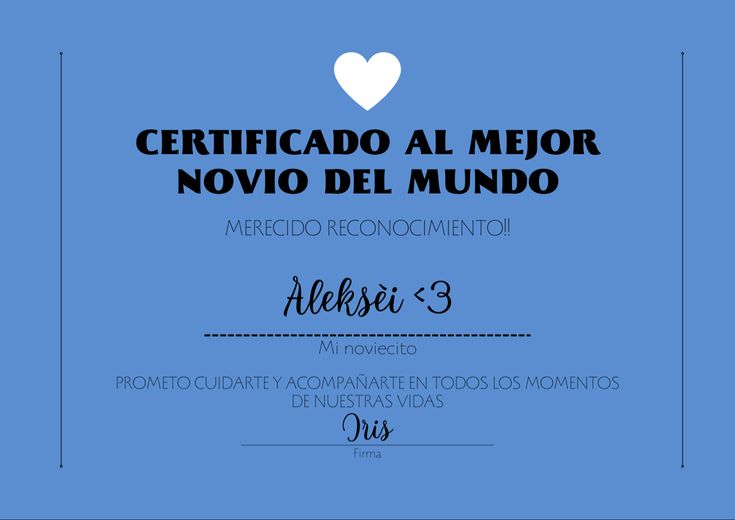 CERTIFICADO AL MEJOR
NOVIO DEL MUNDO
MERECIDO RECONOCIMIENTO!!
Àleksèi <3
Mi noviecito
PROMETO CUIDARTE Y ACOMPAÑARTE EN TODOS LOS MOMENTOS
DE NUESTRAS VIDAS
Iris
Firma